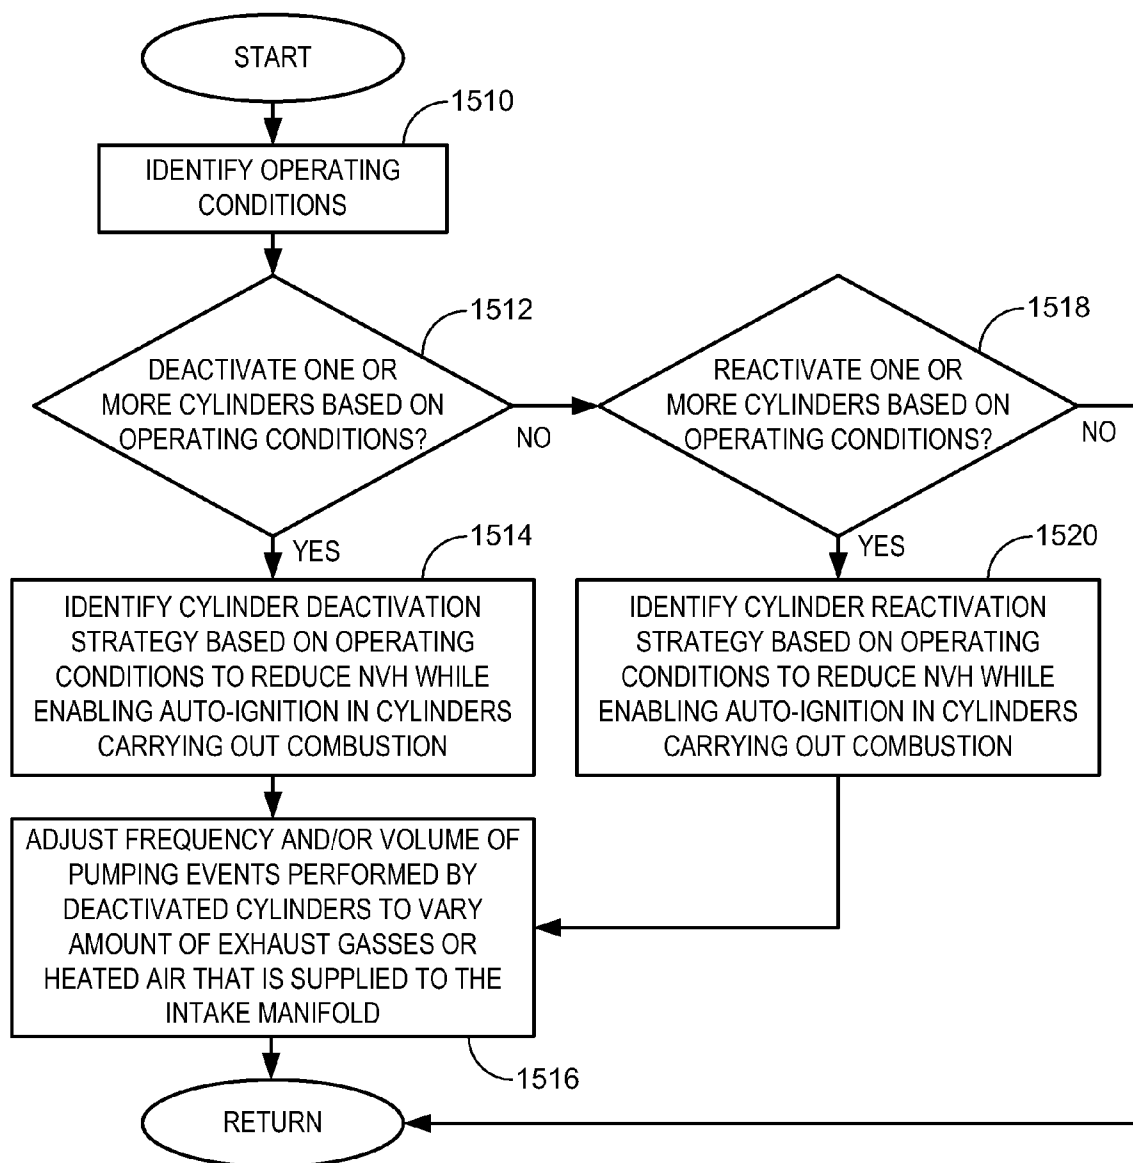 START
1510
IDENTIFY OPERATING
CONDITIONS
1512
DEACTIVATE ONE OR
MORE CYLINDERS BASED ON
OPERATING CONDITIONS?
NO
YES
1518
REACTIVATE ONE OR
MORE CYLINDERS BASED ON
OPERATING CONDITIONS?
NO
YES
1514
IDENTIFY CYLINDER DEACTIVATION
STRATEGY BASED ON OPERATING
CONDITIONS TO REDUCE NVH WHILE
ENABLING AUTO-IGNITION IN CYLINDERS
CARRYING OUT COMBUSTION
1520
IDENTIFY CYLINDER REACTIVATION
STRATEGY BASED ON OPERATING
CONDITIONS TO REDUCE NVH WHILE
ENABLING AUTO-IGNITION IN CYLINDERS
CARRYING OUT COMBUSTION
ADJUST FREQUENCY AND/OR VOLUME OF
PUMPING EVENTS PERFORMED BY
DEACTIVATED CYLINDERS TO VARY
AMOUNT OF EXHAUST GASSES OR
HEATED AIR THAT IS SUPPLIED TO THE
INTAKE MANIFOLD
1516
RETURN